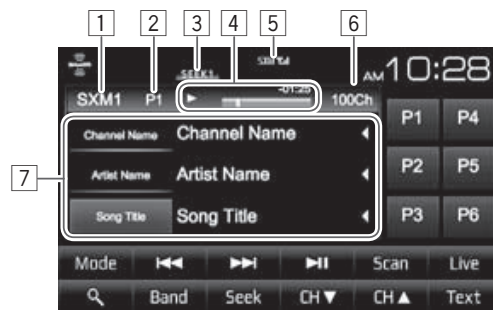 1 2 3 4 5 6
SEEK1
AM 10:28
SXM1 P1 -01:25 100Ch
P1 P4
Channel Name Channel Name
7
Artist Name Artist Name
P2 P5
Song Title Song Title
P3 P6
Mode Scan Live
Band Seek CH▼ CH▲ Text